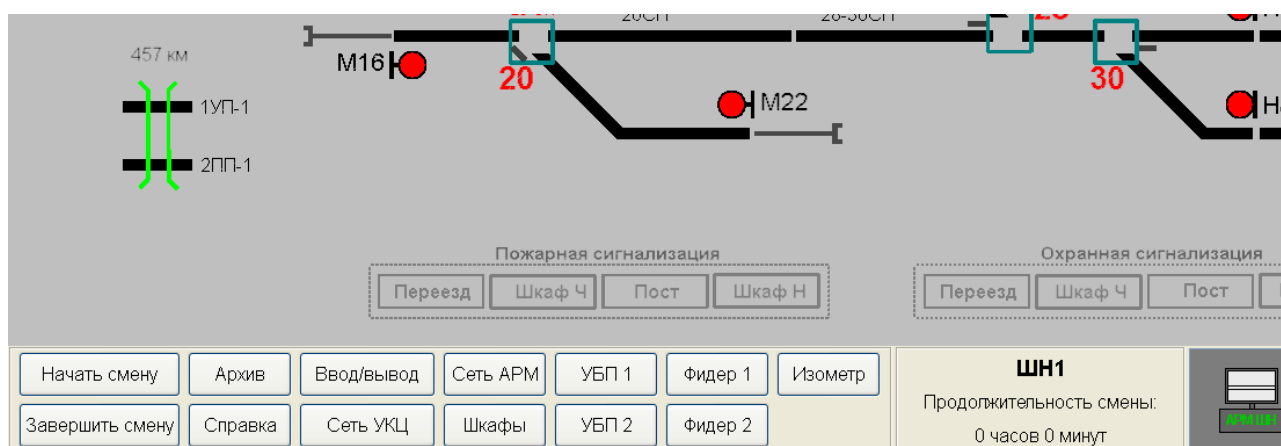 20СП
28-30СП
457 км
М16
20
30
М22
1УП-1
2ПП-1
Пожарная сигнализация
Охранная сигнализация
Переезд
Шкаф Ч
Пост
Шкаф Н
Переезд
Шкаф Ч
Пост
Начать смену
Архив
Ввод/вывод
Сеть АРМ
УБП 1
Фидер 1
Изометр
Завершить смену
Справка
Сеть УКЦ
Шкафы
УБП 2
Фидер 2
ШН1
Продолжительность смены:
0 часов 0 минут
АРМ ШН